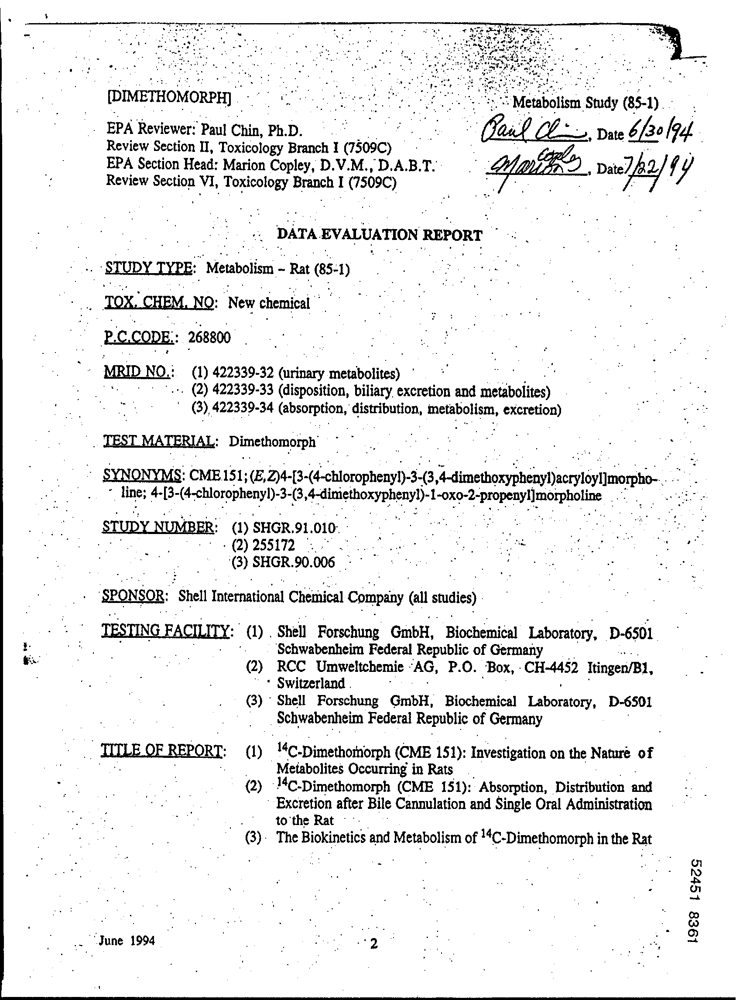 [DIMETHOMORPH]
Metabolism Study (85-1)
EPA Reviewer: Paul Chin, Ph.D.
Paul Chin, Date 6/30/94
Review Section II, Toxicology Branch I (7509C)
EPA Section Head: Marion Copley, D.V.M., D.A.B.T.
Marion Copley, Date 7/22/94
Review Section VI, Toxicology Branch I (7509C)
DATA EVALUATION REPORT
STUDY TYPE: Metabolism - Rat (85-1)
TOX. CHEM. NO: New chemical
P.C.CODE.: 268800
MRID NO.: (1) 422339-32 (urinary metabolites)
(2) 422339-33 (disposition, biliary excretion and metabolites)
(3) 422339-34 (absorption, distribution, metabolism, excretion)
TEST MATERIAL: Dimethomorph
SYNONYMS: CME 151; (E,Z)4-[3-(4-chlorophenyl)-3-(3,4-dimethoxyphenyl)acryloyl]morpho-
line; 4-[3-(4-chlorophenyl)-3-(3,4-dimethoxyphenyl)-1-oxo-2-propenyl]morpholine
STUDY NUMBER: (1) SHGR.91.010
(2) 255172
(3) SHGR.90.006
SPONSOR: Shell International Chemical Company (all studies)
TESTING FACILITY: (1) Shell Forschung GmbH, Biochemical Laboratory, D-6501
Schwabenheim Federal Republic of Germany
(2) RCC Umweltchemie AG, P.O. Box, CH-4452 Itingen/B1,
Switzerland
(3) Shell Forschung GmbH, Biochemical Laboratory, D-6501
Schwabenheim Federal Republic of Germany
TITLE OF REPORT: (1) ¹⁴C-Dimethomorph (CME 151): Investigation on the Nature of
Metabolites Occurring in Rats
(2) ¹⁴C-Dimethomorph (CME 151): Absorption, Distribution and
Excretion after Bile Cannulation and Single Oral Administration
to the Rat
(3) The Biokinetics and Metabolism of ¹⁴C-Dimethomorph in the Rat
52451 8361
June 1994
2